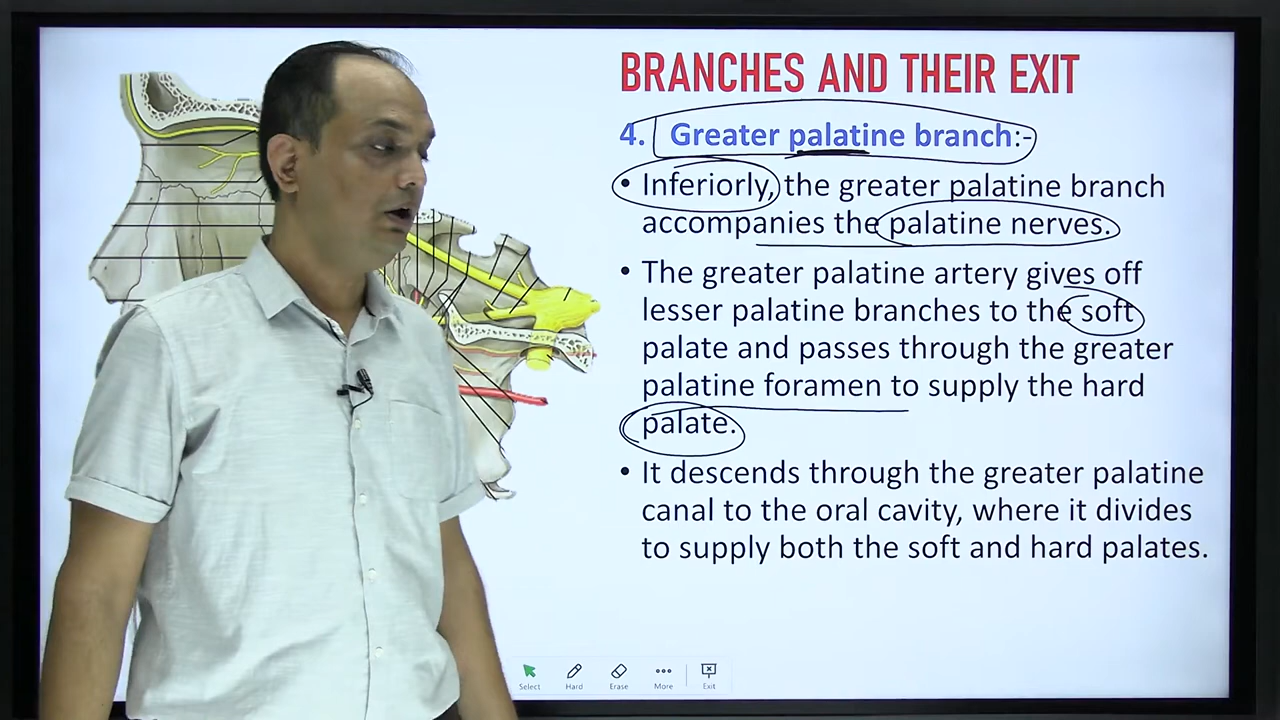 BRANCHES AND THEIR EXIT
4. Greater palatine branch:-
• Inferiorly, the greater palatine branch
accompanies the palatine nerves.
• The greater palatine artery gives off
lesser palatine branches to the soft
palate and passes through the greater
palatine foramen to supply the hard
palate.
• It descends through the greater palatine
canal to the oral cavity, where it divides
to supply both the soft and hard palates.
Select Hard Erase More Exit